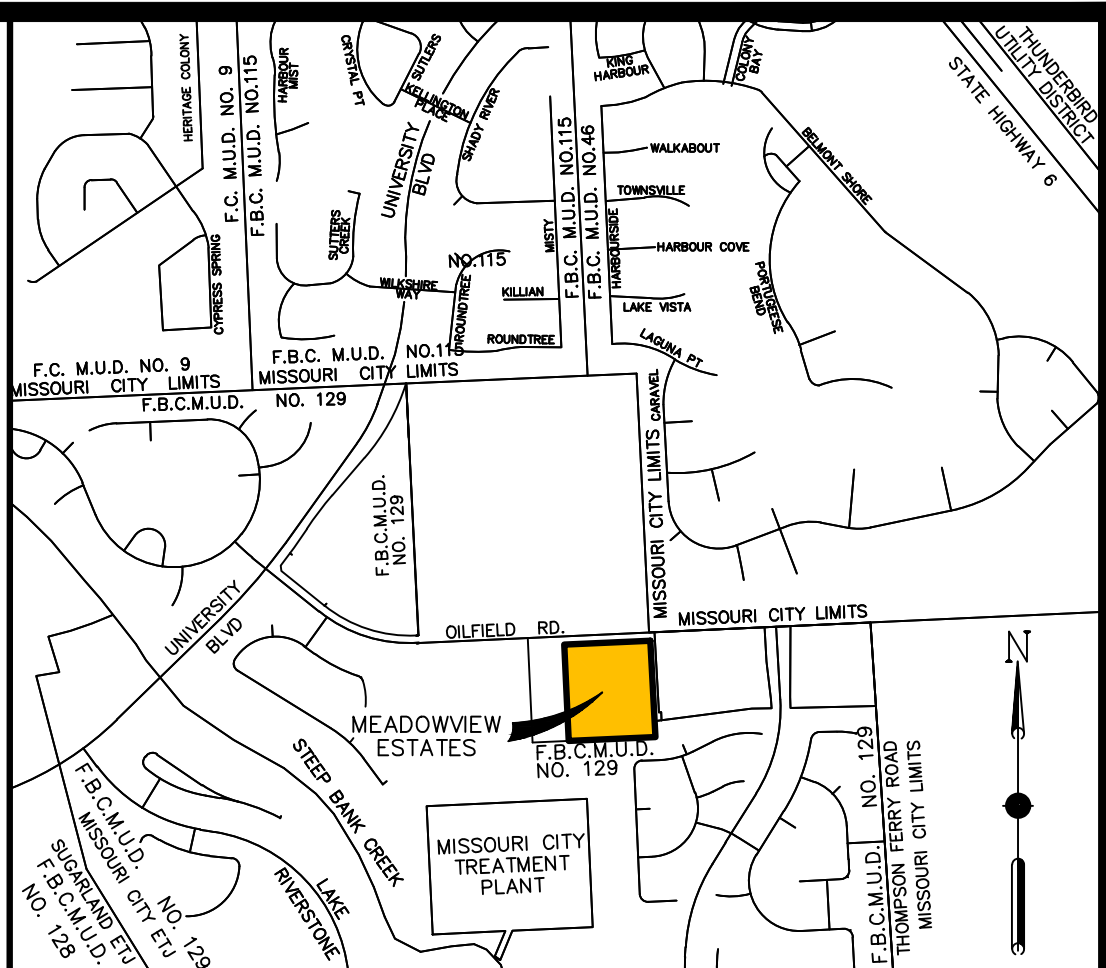 HERITAGE COLONY
F.C. M.U.D. NO. 9
F.B.C. M.U.D. NO.115
HARBOUR
MIST
CRYSTAL PT
SUTLERS
KELLINGTON
PLACE
SHADY RIVER
UNIVERSITY
BLVD
KING
HARBOUR
COLONY
BAY
THUNDERBIRD
UTILITY DISTRICT
STATE HIGHWAY 6
BELMONT SHORE
WALKABOUT
TOWNSVILLE
HARBOUR COVE
LAKE VISTA
LAGUNA PT
PORTUGEESE
BEND
F.B.C. M.U.D. NO.115
F.B.C. M.U.D. NO.46
HARBOURSIDE
MISTY
SUTTERS
CREEK
CYPRESS SPRING
WILKSHIRE
WAY
NO.115
ROUNDTREE
KILLIAN
ROUNDTREE
F.C. M.U.D. NO. 9
MISSOURI CITY LIMITS
F.B.C. M.U.D. NO.115
MISSOURI CITY LIMITS
F.B.C.M.U.D. NO. 129
F.B.C.M.U.D.
NO. 129
CARAVEL
MISSOURI CITY LIMITS
MISSOURI CITY LIMITS
UNIVERSITY
BLVD
OILFIELD RD.
N
MEADOWVIEW
ESTATES
F.B.C.M.U.D.
NO. 129
STEEP BANK CREEK
MISSOURI CITY
TREATMENT
PLANT
LAKE
RIVERSTONE
F.B.C.M.U.D. NO. 129
MISSOURI CITY ETJ
SUGARLAND ETJ
F.B.C.M.U.D.
NO. 128
F.B.C.M.U.D. NO. 129
THOMPSON FERRY ROAD
MISSOURI CITY LIMITS